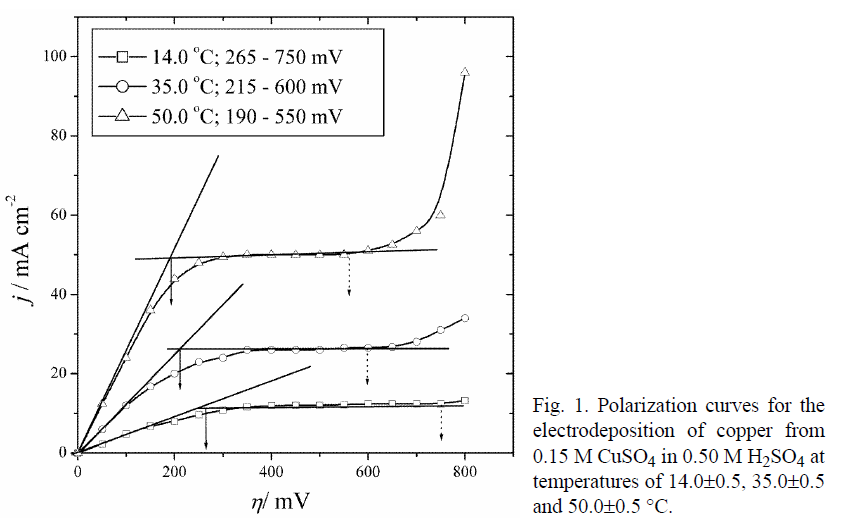 100
80
60
40
20
0
j / mA cm-2
14.0 °C; 265 - 750 mV
35.0 °C; 215 - 600 mV
50.0 °C; 190 - 550 mV
0 200 400 600 800
η/ mV
Fig. 1. Polarization curves for the
electrodeposition of copper from
0.15 M CuSO4 in 0.50 M H2SO4 at
temperatures of 14.0±0.5, 35.0±0.5
and 50.0±0.5 °C.